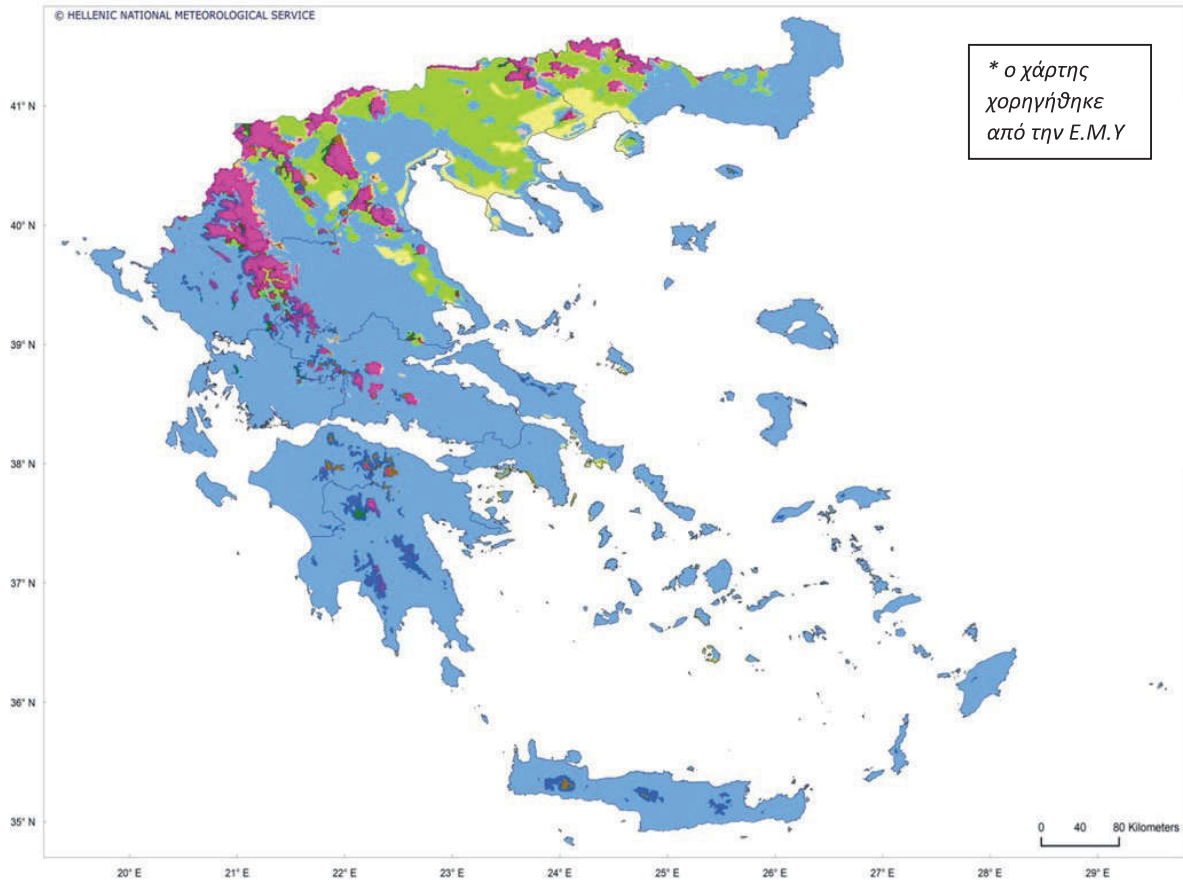 © HELLENIC NATIONAL METEOROLOGICAL SERVICE
* ο χάρτης
χορηγήθηκε
από την Ε.Μ.Υ
41° N
40° N
39° N
38° N
37° N
36° N
35° N
0 40 80 Kilometers
20° E 21° E 22° E 23° E 24° E 25° E 26° E 27° E 28° E 29° E